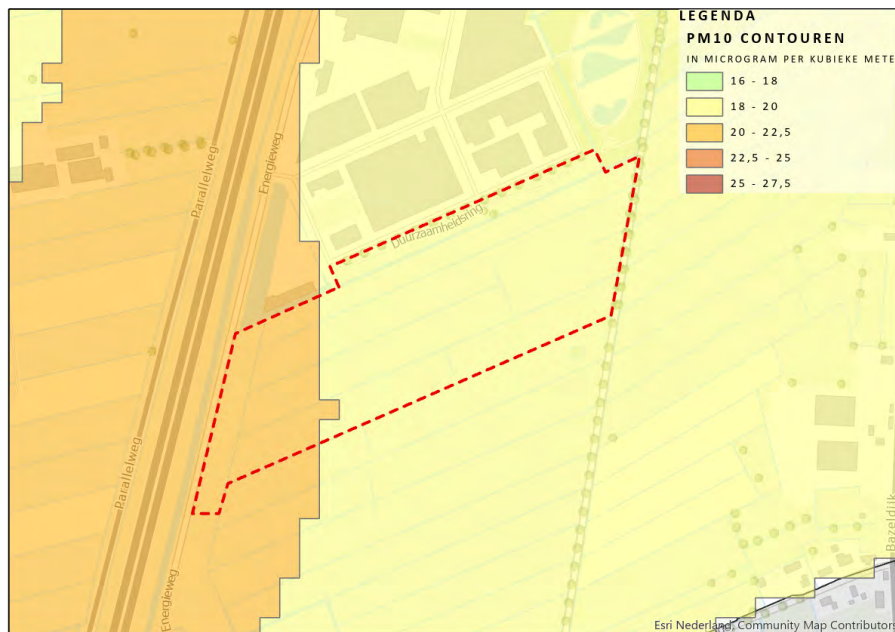 LEGENDA
PM10 CONTOUREN
IN MICROGRAM PER KUBIEKE METE
16 - 18
18 - 20
20 - 22,5
22,5 - 25
25 - 27,5
Parallelweg
Energieweg
Duurzaamheidsring
Parallelweg
Energieweg
Bazeldijk
Esri Nederland, Community Map Contributors